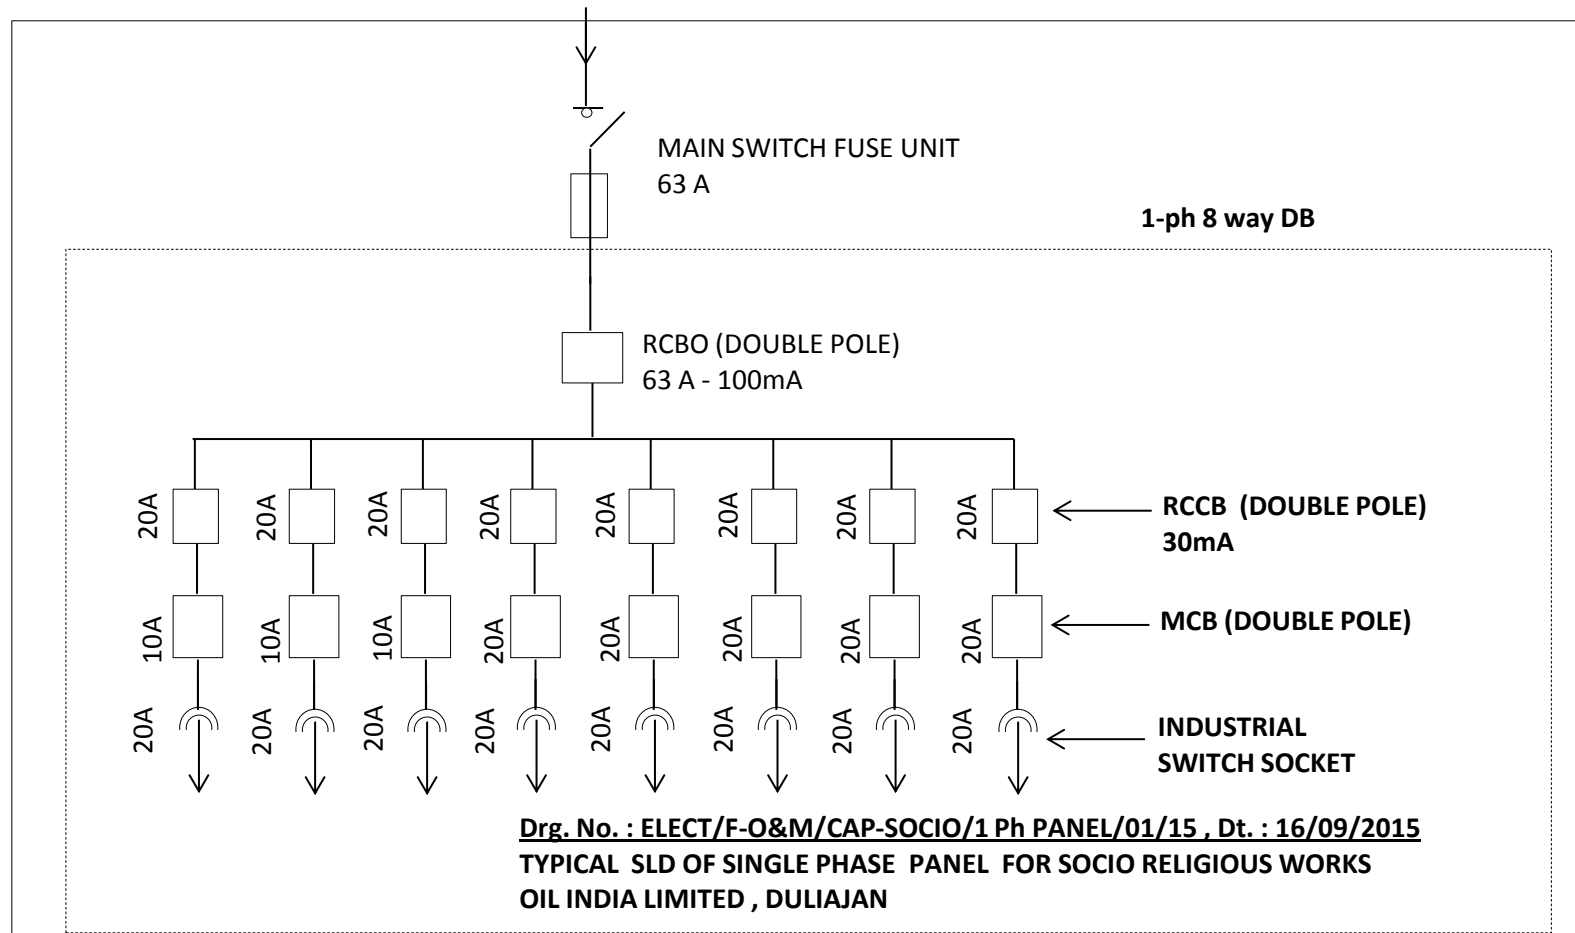 MAIN SWITCH FUSE UNIT
63 A
1-ph 8 way DB
RCBO (DOUBLE POLE)
63 A - 100mA
20A 20A 20A 20A 20A 20A 20A 20A
RCCB (DOUBLE POLE)
30mA
10A 10A 10A 20A 20A 20A 20A 20A
MCB (DOUBLE POLE)
20A 20A 20A 20A 20A 20A 20A 20A
INDUSTRIAL
SWITCH SOCKET
Drg. No. : ELECT/F-O&M/CAP-SOCIO/1 Ph PANEL/01/15 , Dt. : 16/09/2015
TYPICAL SLD OF SINGLE PHASE PANEL FOR SOCIO RELIGIOUS WORKS
OIL INDIA LIMITED , DULIAJAN